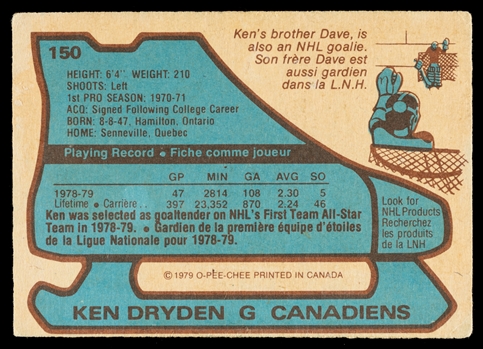 150
Ken's brother Dave, is
also an NHL goalie.
Son frère Dave est
aussi gardien
dans la L.N.H.
HEIGHT: 6'4" WEIGHT: 210
SHOOTS: Left
1st PRO SEASON: 1970-71
ACQ: Signed Following College Career
BORN: 8-8-47, Hamilton, Ontario
HOME: Senneville, Quebec
Playing Record • Fiche comme joueur
GP MIN GA AVG SO
1978-79 47 2814 108 2.30 5
Lifetime • Carrière.. 397 23,352 870 2.24 46
Ken was selected as goaltender on NHL's First Team All-Star
Team in 1978-79. • Gardien de la première équipe d'étoiles
de la Ligue Nationale pour 1978-79.
Look for
NHL Products
Recherchez
les produits
de la LNH
© 1979 O-PEE-CHEE PRINTED IN CANADA
KEN DRYDEN G CANADIENS